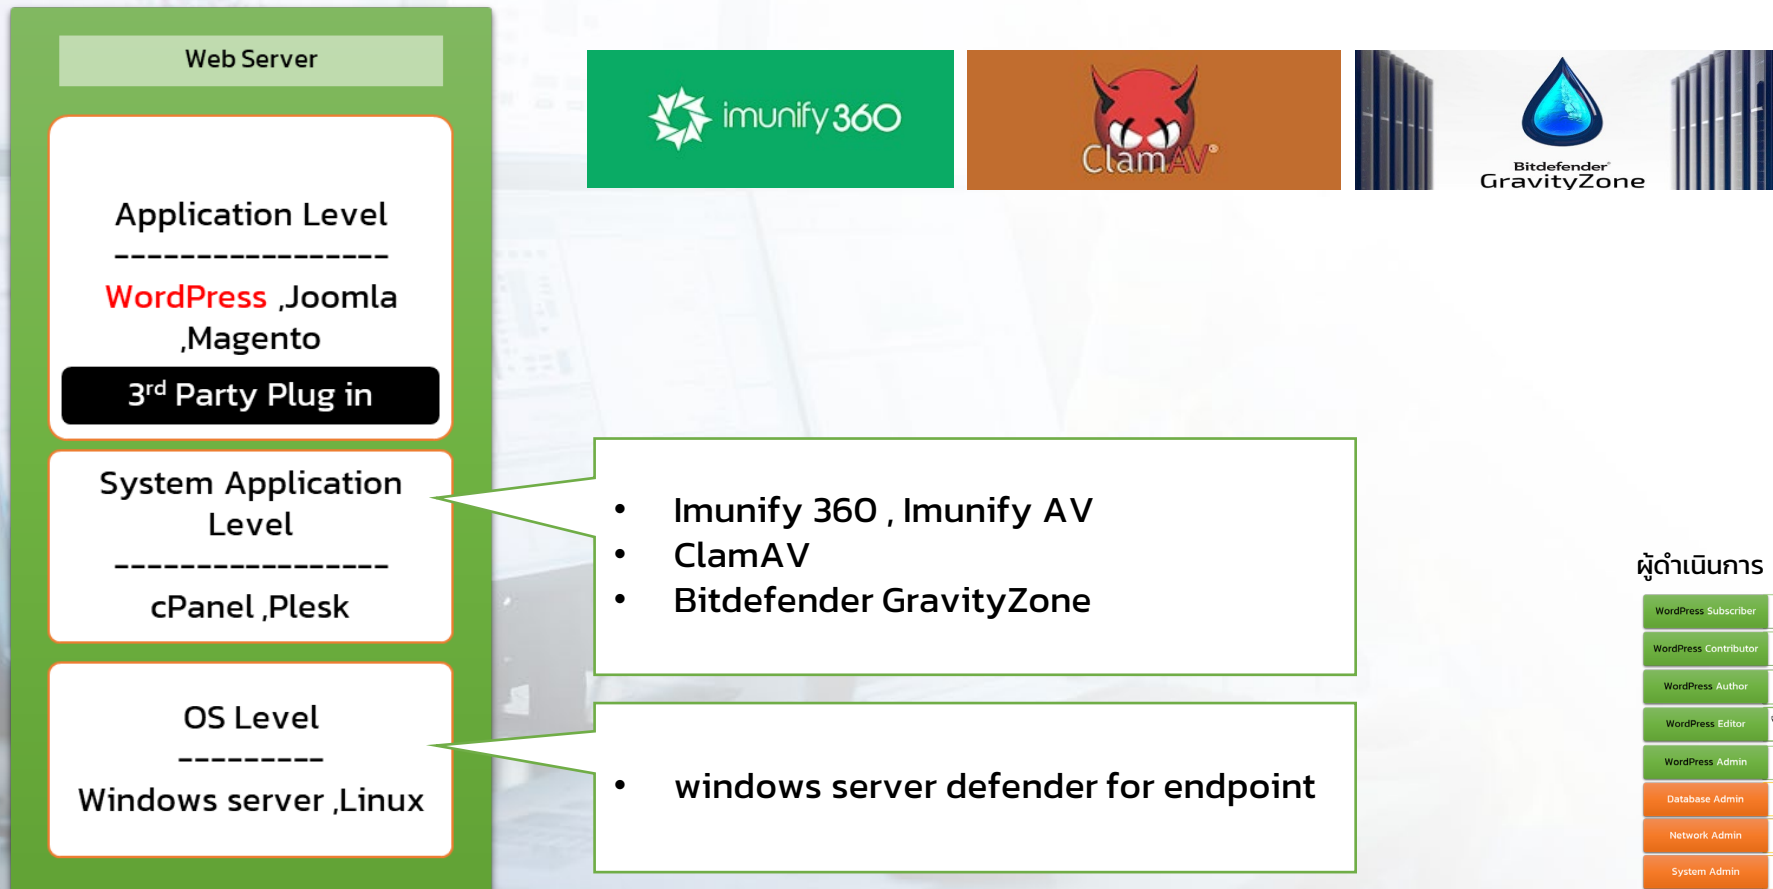 Web Server
Application Level
-----------------
WordPress ,Joomla
,Magento
3rd Party Plug in
System Application
Level
-----------------
cPanel ,Plesk
OS Level
---------
Windows server ,Linux
imunify 360
ClamAV®
Bitdefender®
GravityZone
• Imunify 360 , Imunify AV
• ClamAV
• Bitdefender GravityZone
• windows server defender for endpoint
ผู้ดำเนินการ
WordPress Subscriber
WordPress Contributor
WordPress Author
WordPress Editor
WordPress Admin
Database Admin
Network Admin
System Admin